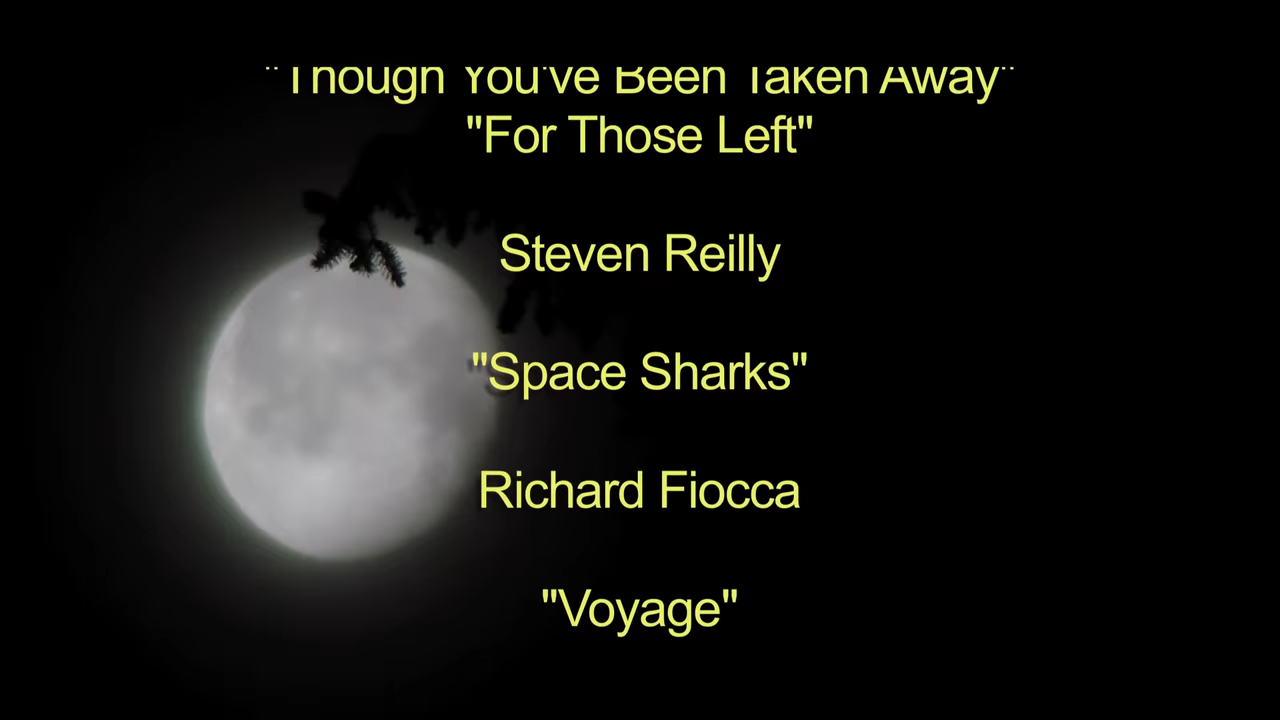 "Though You've Been Taken Away"
"For Those Left"
Steven Reilly
"Space Sharks"
Richard Fiocca
"Voyage"